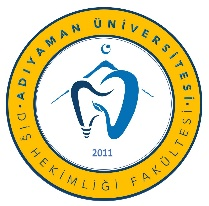 ADIYAMAN ÜNİVERSİTESİ
DİŞ HEKİMLİĞİ FAKÜLTESİ
2011